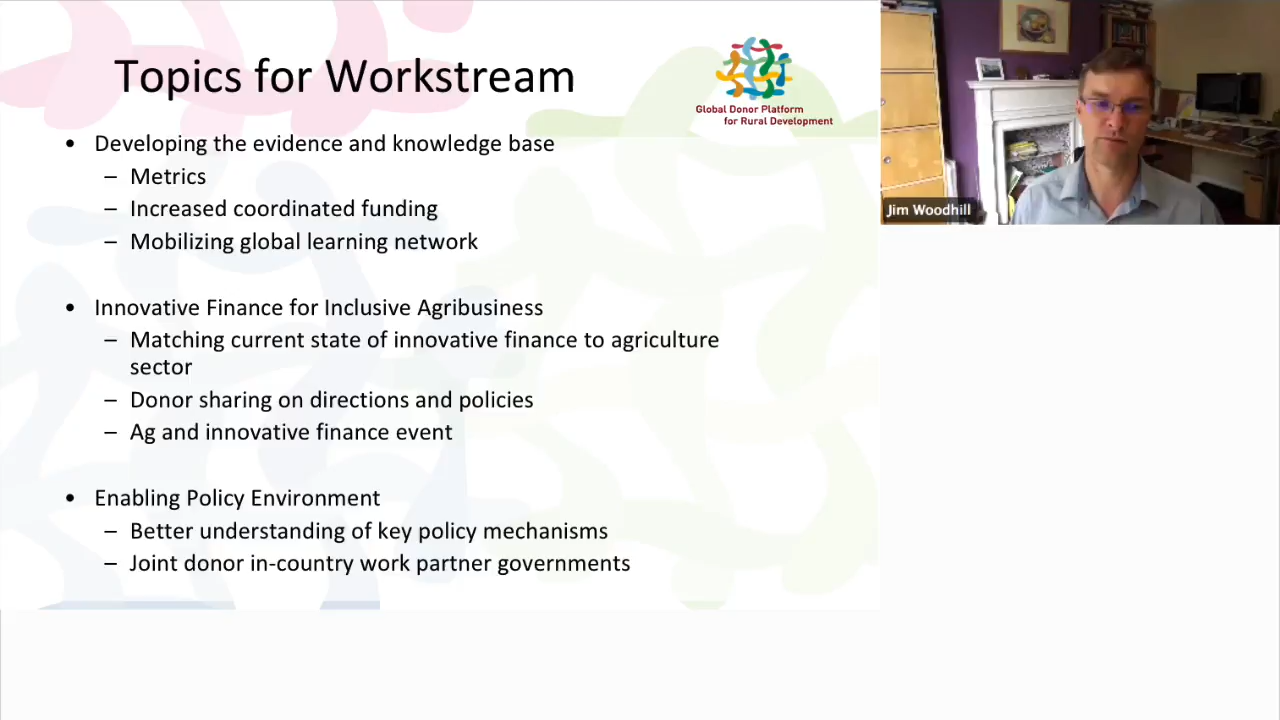 Topics for Workstream
Global Donor Platform
for Rural Development
• Developing the evidence and knowledge base
– Metrics
– Increased coordinated funding
– Mobilizing global learning network
• Innovative Finance for Inclusive Agribusiness
– Matching current state of innovative finance to agriculture
sector
– Donor sharing on directions and policies
– Ag and innovative finance event
• Enabling Policy Environment
– Better understanding of key policy mechanisms
– Joint donor in-country work partner governments
Jim Woodhill